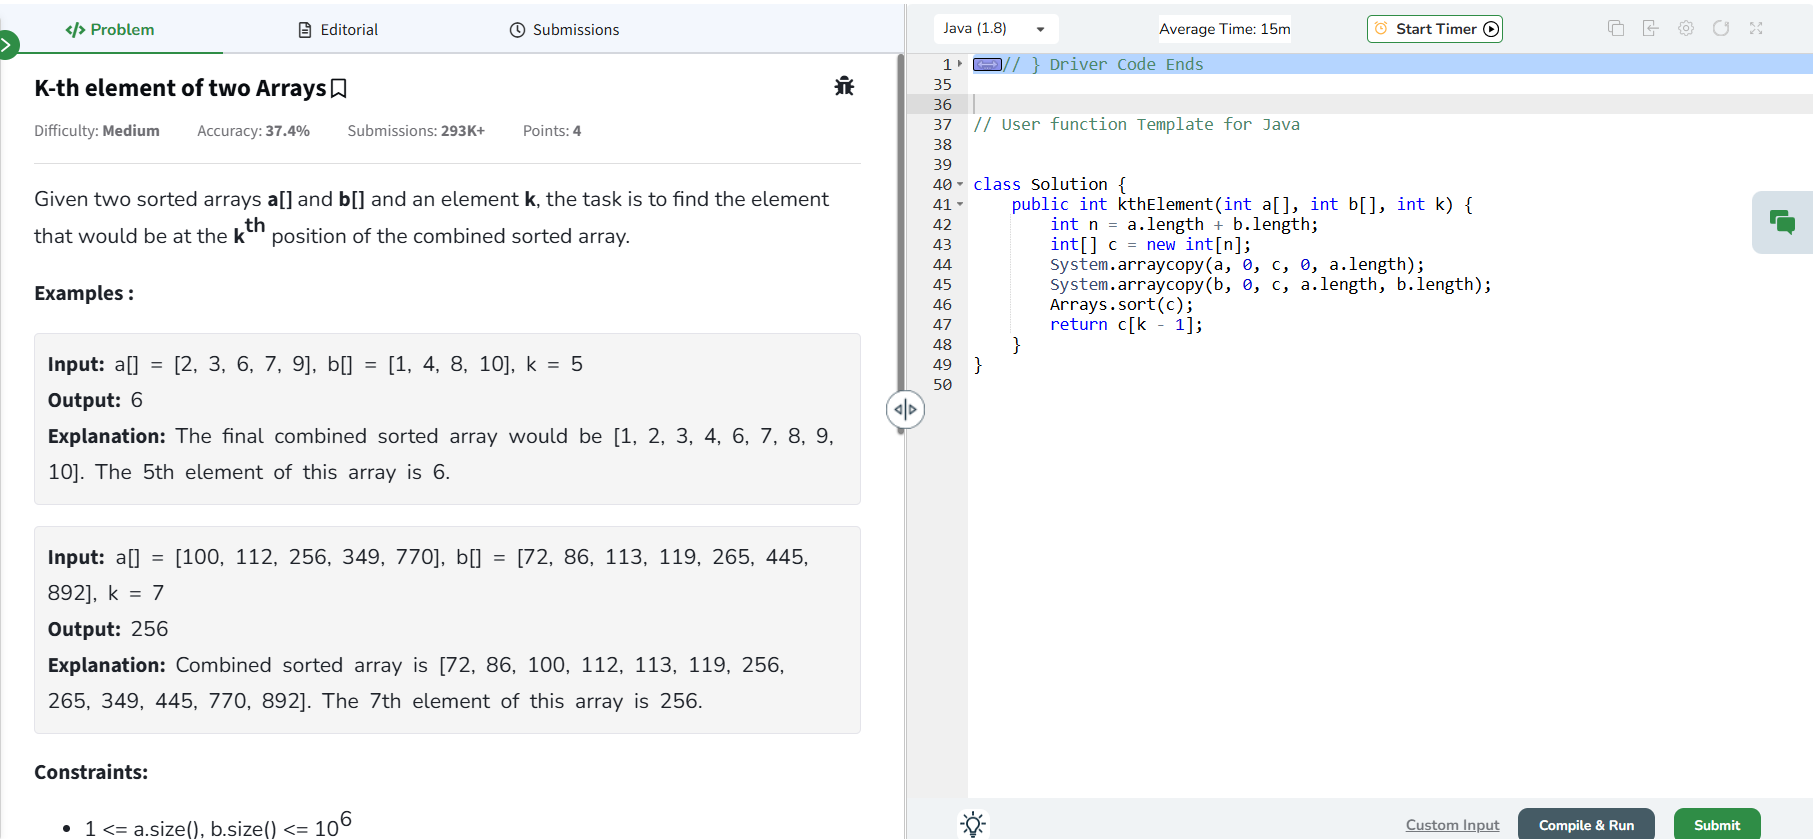 Problem
Editorial
Submissions
K-th element of two Arrays
Difficulty: Medium Accuracy: 37.4% Submissions: 293K+ Points: 4
Given two sorted arrays a[] and b[] and an element k, the task is to find the element
that would be at the kth position of the combined sorted array.
Examples :
Input: a[] = [2, 3, 6, 7, 9], b[] = [1, 4, 8, 10], k = 5
Output: 6
Explanation: The final combined sorted array would be [1, 2, 3, 4, 6, 7, 8, 9,
10]. The 5th element of this array is 6.
Input: a[] = [100, 112, 256, 349, 770], b[] = [72, 86, 113, 119, 265, 445,
892], k = 7
Output: 256
Explanation: Combined sorted array is [72, 86, 100, 112, 113, 119, 256,
265, 349, 445, 770, 892]. The 7th element of this array is 256.
Constraints:
• 1 <= a.size(), b.size() <= 10^6
Java (1.8)
Average Time: 15m
Start Timer
1 // } Driver Code Ends
35
36
37 // User function Template for Java
38
39
40 class Solution {
41     public int kthElement(int a[], int b[], int k) {
42         int n = a.length + b.length;
43         int[] c = new int[n];
44         System.arraycopy(a, 0, c, 0, a.length);
45         System.arraycopy(b, 0, c, a.length, b.length);
46         Arrays.sort(c);
47         return c[k - 1];
48     }
49 }
50
Custom Input
Compile & Run
Submit